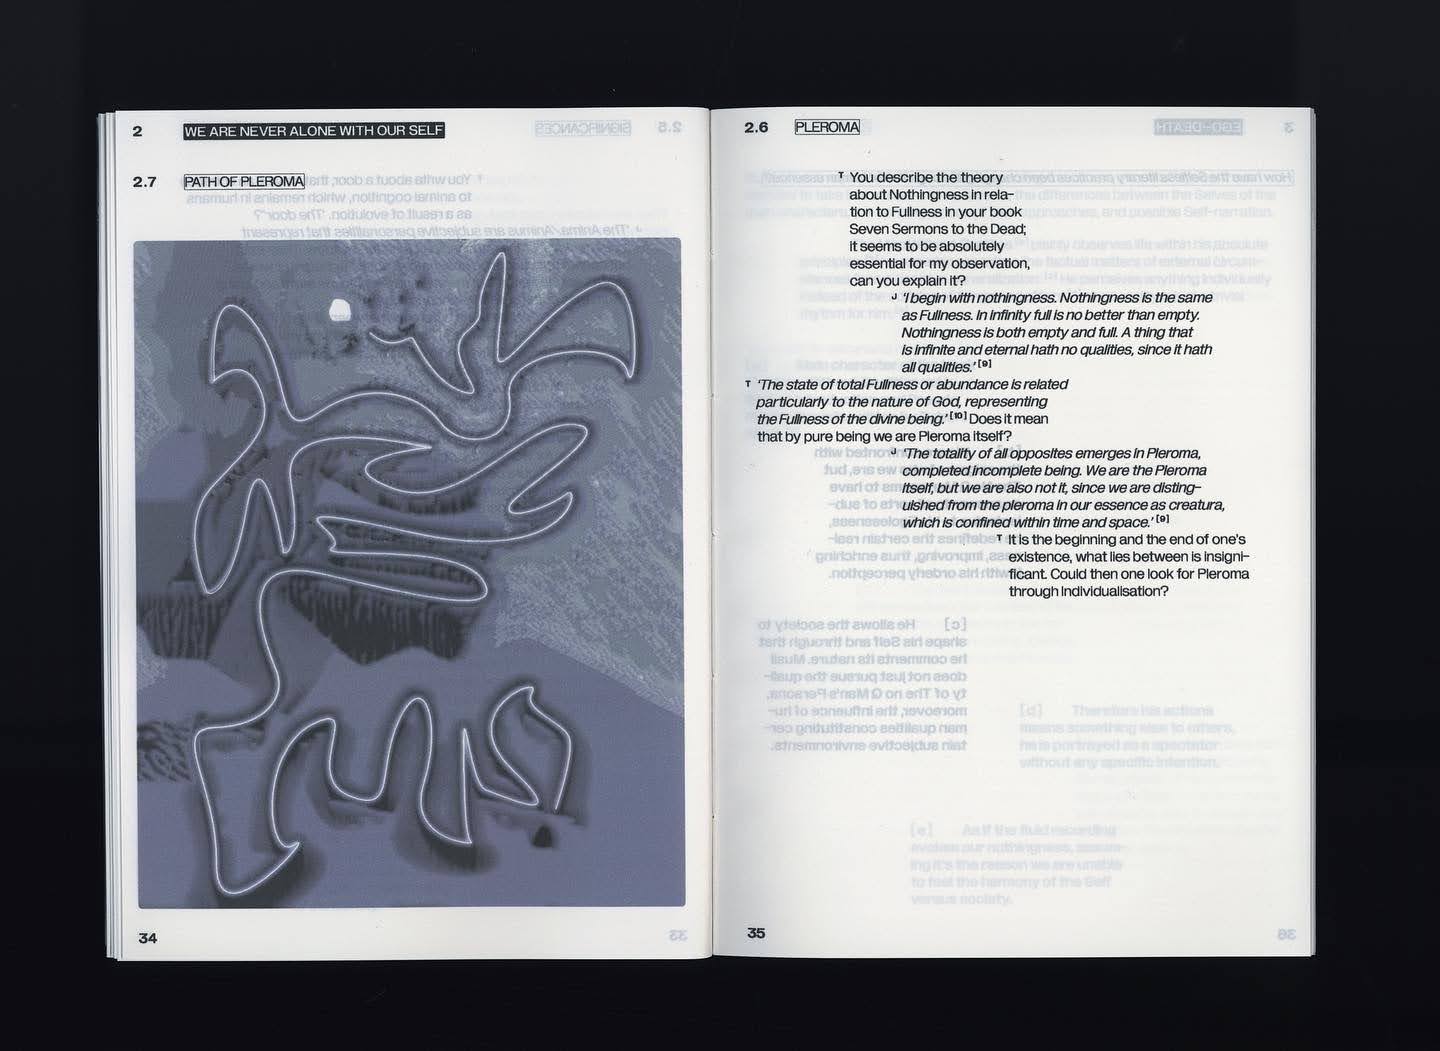 2 WE ARE NEVER ALONE WITH OUR SELF
2.7 PATH OF PLEROMA
34
2.6 PLEROMA
T You describe the theory
about Nothingness in rela-
tion to Fullness in your book
Seven Sermons to the Dead;
it seems to be absolutely
essential for my observation,
can you explain it?
J 'I begin with nothingness. Nothingness is the same
as Fullness. In infinity full is no better than empty.
Nothingness is both empty and full. A thing that
is infinite and eternal hath no qualities, since it hath
all qualities.' [9]
T 'The state of total Fullness or abundance is related
particularly to the nature of God, representing
the Fullness of the divine being.' [10] Does it mean
that by pure being we are Pleroma itself?
J 'The totality of all opposites emerges in Pleroma,
completed incomplete being. We are the Pleroma
itself, but we are also not it, since we are disting-
uished from the pleroma in our essence as creatura,
which is confined within time and space.' [9]
T It is the beginning and the end of one's
existence, what lies between is insigni-
ficant. Could then one look for Pleroma
through individualisation?
35